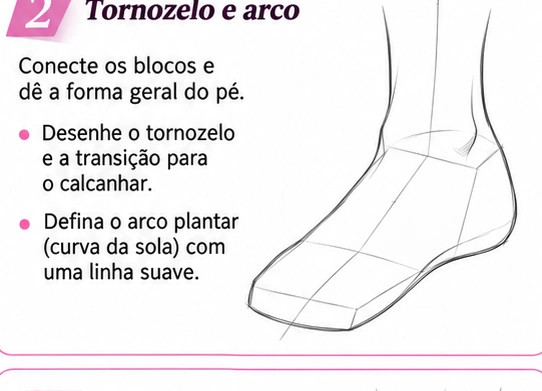 2 Tornozelo e arco
Conecte os blocos e
dê a forma geral do pé.
• Desenhe o tornozelo
e a transição para
o calcanhar.
• Defina o arco plantar
(curva da sola) com
uma linha suave.